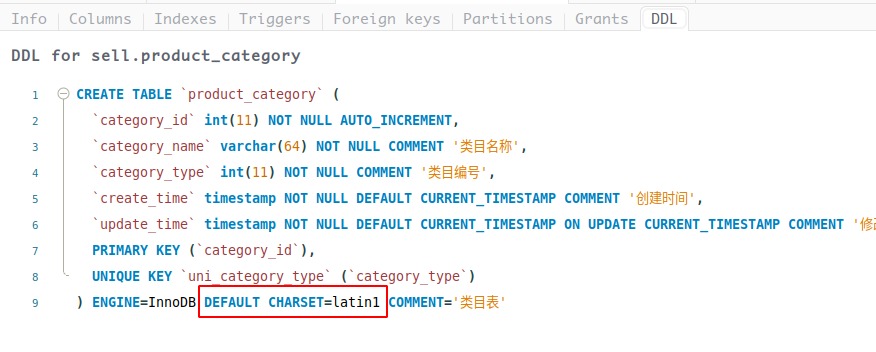 Info Columns Indexes Triggers Foreign keys Partitions Grants DDL
DDL for sell.product_category
1 CREATE TABLE `product_category` (
2 `category_id` int(11) NOT NULL AUTO_INCREMENT,
3 `category_name` varchar(64) NOT NULL COMMENT '类目名称',
4 `category_type` int(11) NOT NULL COMMENT '类目编号',
5 `create_time` timestamp NOT NULL DEFAULT CURRENT_TIMESTAMP COMMENT '创建时间',
6 `update_time` timestamp NOT NULL DEFAULT CURRENT_TIMESTAMP ON UPDATE CURRENT_TIMESTAMP COMMENT '修
7 PRIMARY KEY (`category_id`),
8 UNIQUE KEY `uni_category_type` (`category_type`)
9 ) ENGINE=InnoDB DEFAULT CHARSET=latin1 COMMENT='类目表'